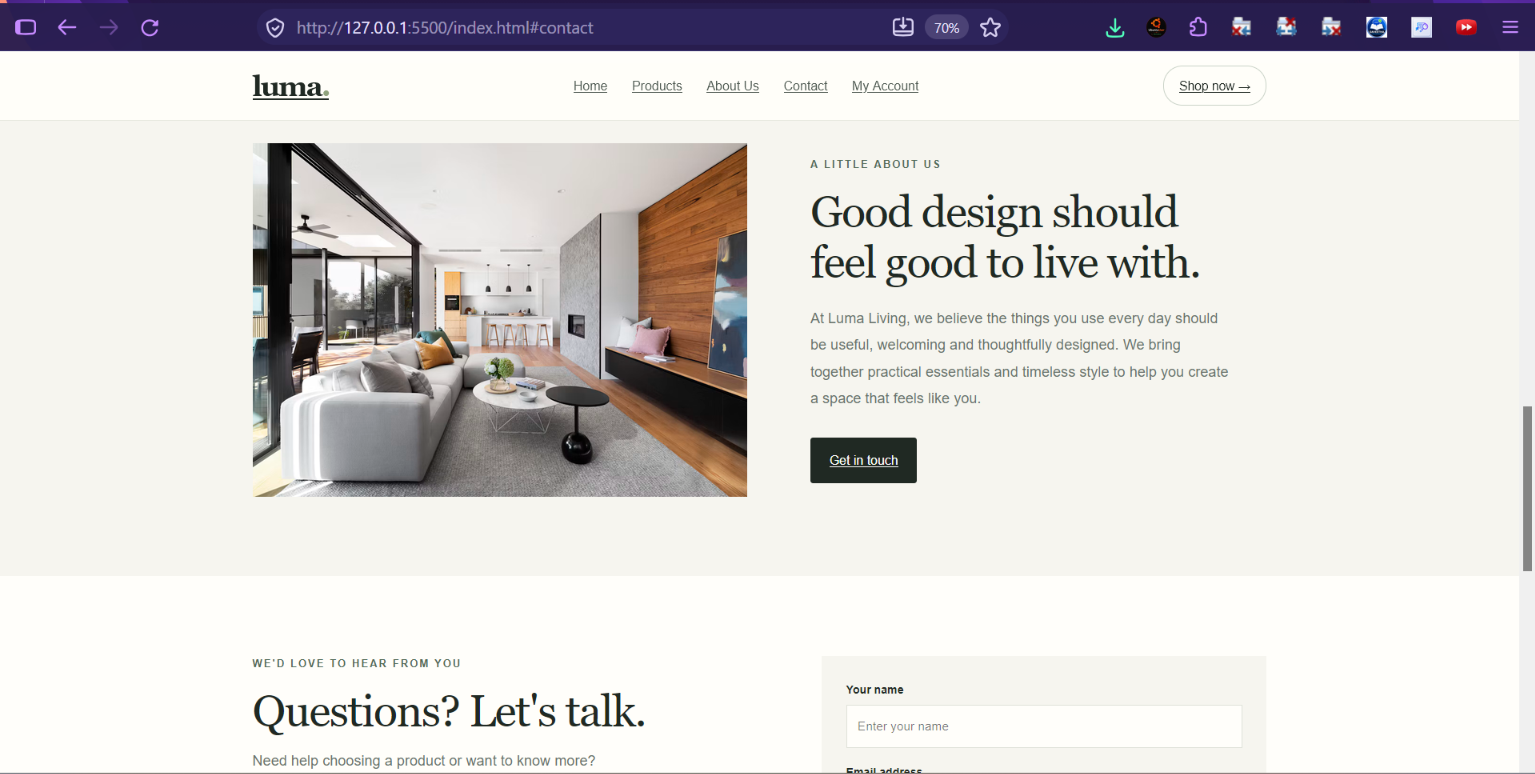 http://127.0.0.1:5500/index.html#contact
70%
luma.
Home
Products
About Us
Contact
My Account
Shop now →
A LITTLE ABOUT US
Good design should
feel good to live with.
At Luma Living, we believe the things you use every day should
be useful, welcoming and thoughtfully designed. We bring
together practical essentials and timeless style to help you create
a space that feels like you.
Get in touch
WE'D LOVE TO HEAR FROM YOU
Questions? Let's talk.
Need help choosing a product or want to know more?
Your name
Enter your name
Email address